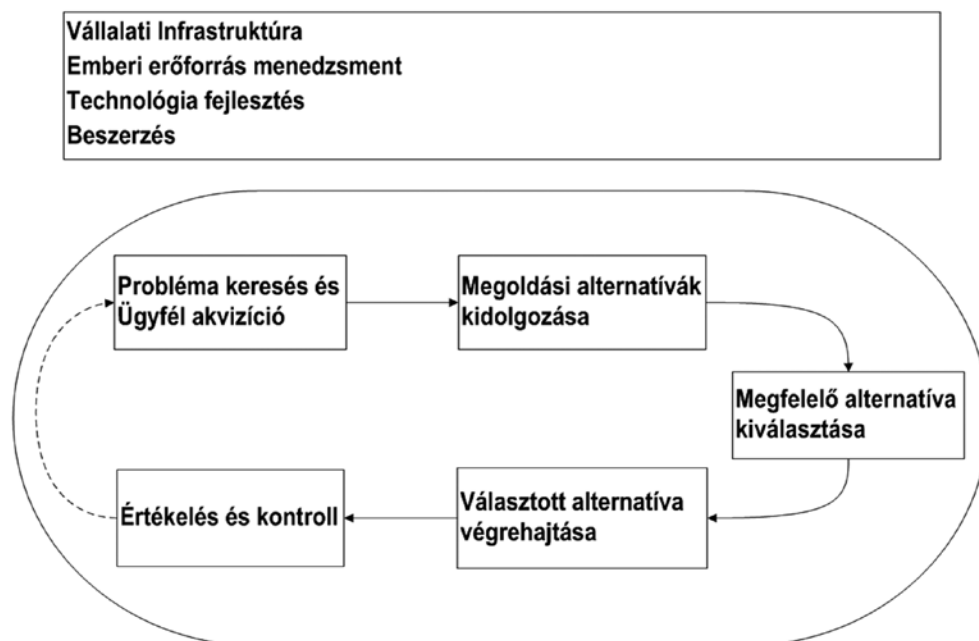 Vállalati Infrastruktúra
Emberi erőforrás menedzsment
Technológia fejlesztés
Beszerzés
Probléma keresés és
Ügyfél akvizíció
Megoldási alternatívák
kidolgozása
Megfelelő alternatíva
kiválasztása
Választott alternatíva
végrehajtása
Értékelés és kontroll